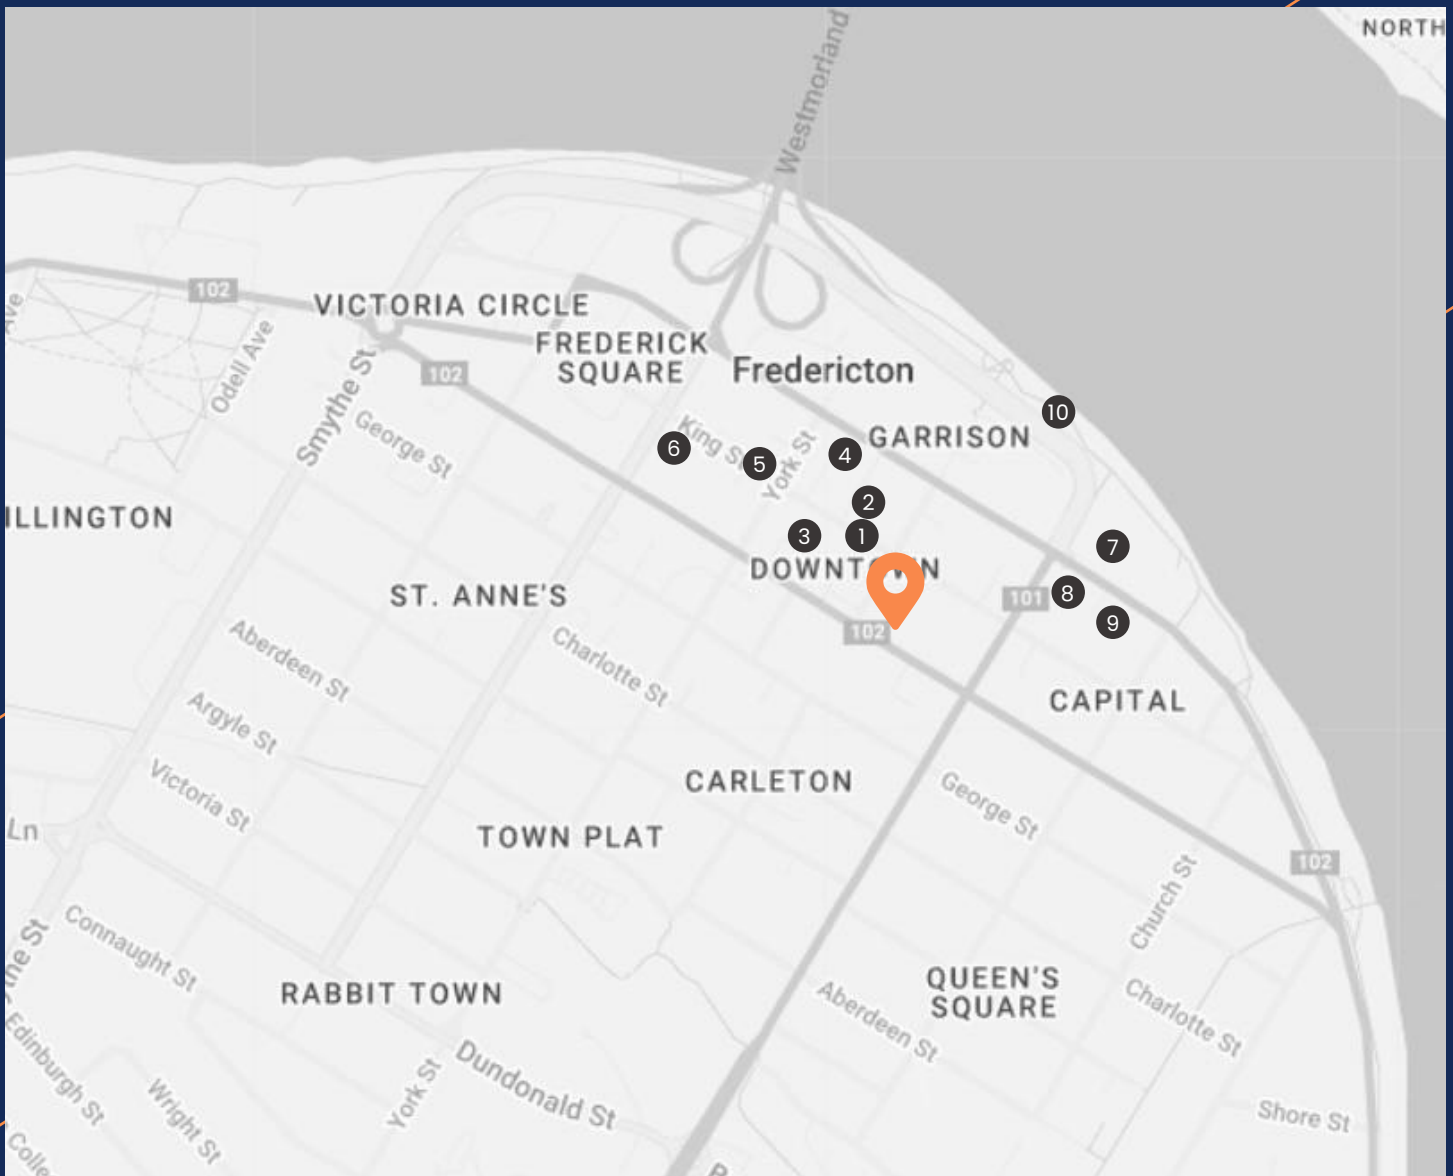 NORTH
Westmorland
102
VICTORIA CIRCLE
Ave
Odell Ave
FREDERICK
SQUARE
Fredericton
102
Smythe St
George St
King S
York St
GARRISON
10
6
5
4
2
3
1
7
ILLINGTON
DOWNT
N
ST. ANNE'S
101
8
9
102
Aberdeen St
Charlotte St
Argyle St
CAPITAL
Victoria St
CARLETON
George St
Ln
TOWN PLAT
102
Church St
the St
Connaught St
RABBIT TOWN
QUEEN'S
SQUARE
Aberdeen St
Charlotte St
Edinburgh St
Wright St
York St
Dundonald St
Shore St
Colle